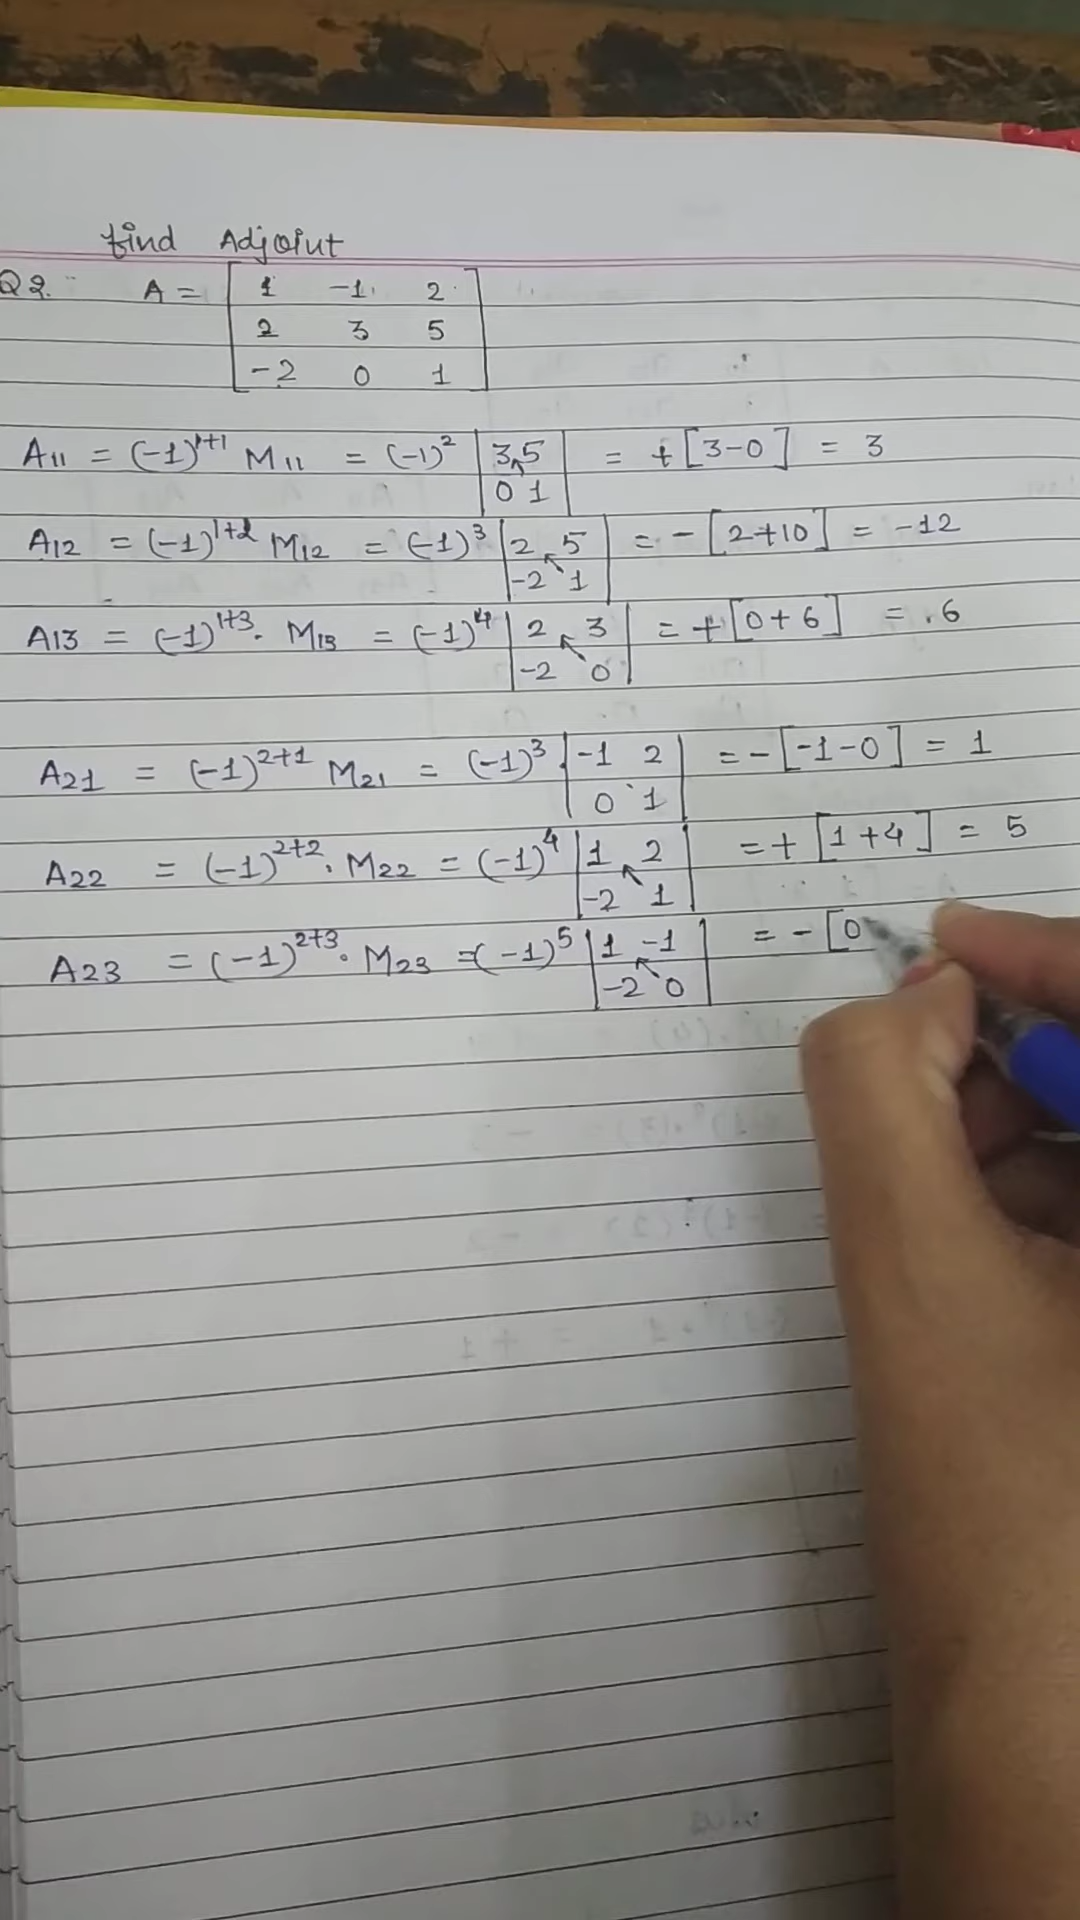 find Adjoint
Q2. A = [ 1 -1 2
2 3 5
-2 0 1 ]
A11 = (-1)^1+1 M11 = (-1)^2 | 3 5 | = +[3-0] = 3
0 1
A12 = (-1)^1+2 M12 = (-1)^3 | 2 5 | = -[2+10] = -12
-2 1
A13 = (-1)^1+3 . M13 = (-1)^4 | 2 3 | = +[0+6] = .6
-2 0
A21 = (-1)^2+1 M21 = (-1)^3 . | -1 2 | = -[-1-0] = 1
0 1
A22 = (-1)^2+2 . M22 = (-1)^4 | 1 2 | = +[1+4] = 5
-2 1
A23 = (-1)^2+3 . M23 = (-1)^5 | 1 -1 | = -[0
-2 0